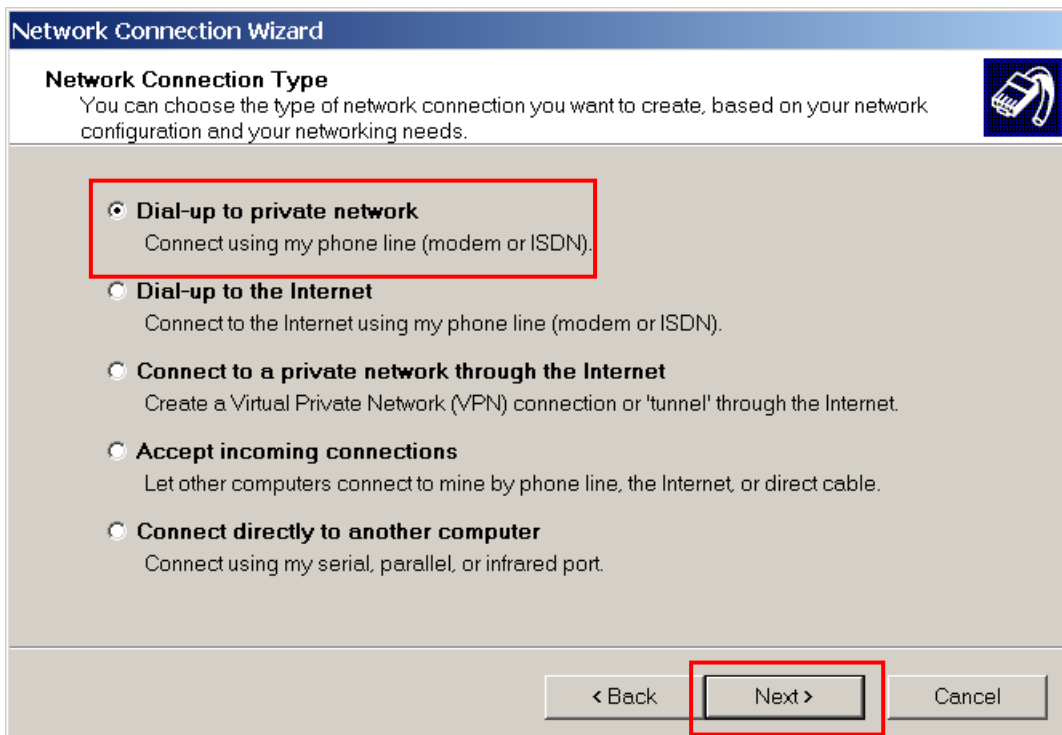 Network Connection Wizard
Network Connection Type
You can choose the type of network connection you want to create, based on your network
configuration and your networking needs.
Dial-up to private network
Connect using my phone line (modem or ISDN).
Dial-up to the Internet
Connect to the Internet using my phone line (modem or ISDN).
Connect to a private network through the Internet
Create a Virtual Private Network (VPN) connection or 'tunnel' through the Internet.
Accept incoming connections
Let other computers connect to mine by phone line, the Internet, or direct cable.
Connect directly to another computer
Connect using my serial, parallel, or infrared port.
< Back Next > Cancel